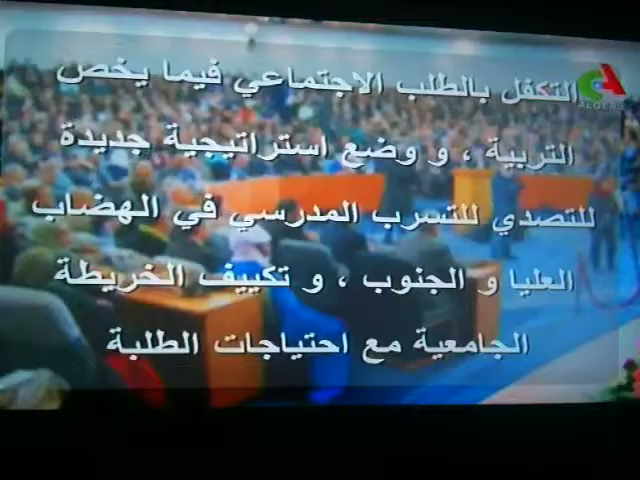 التكفل بالطلب الاجتماعي فيما يخص
التربية ، و وضع استراتيجية جديدة
للتصدي للتسرب المدرسي في الهضاب
العليا و الجنوب ، و تكييف الخريطة
الجامعية مع احتياجات الطلبة